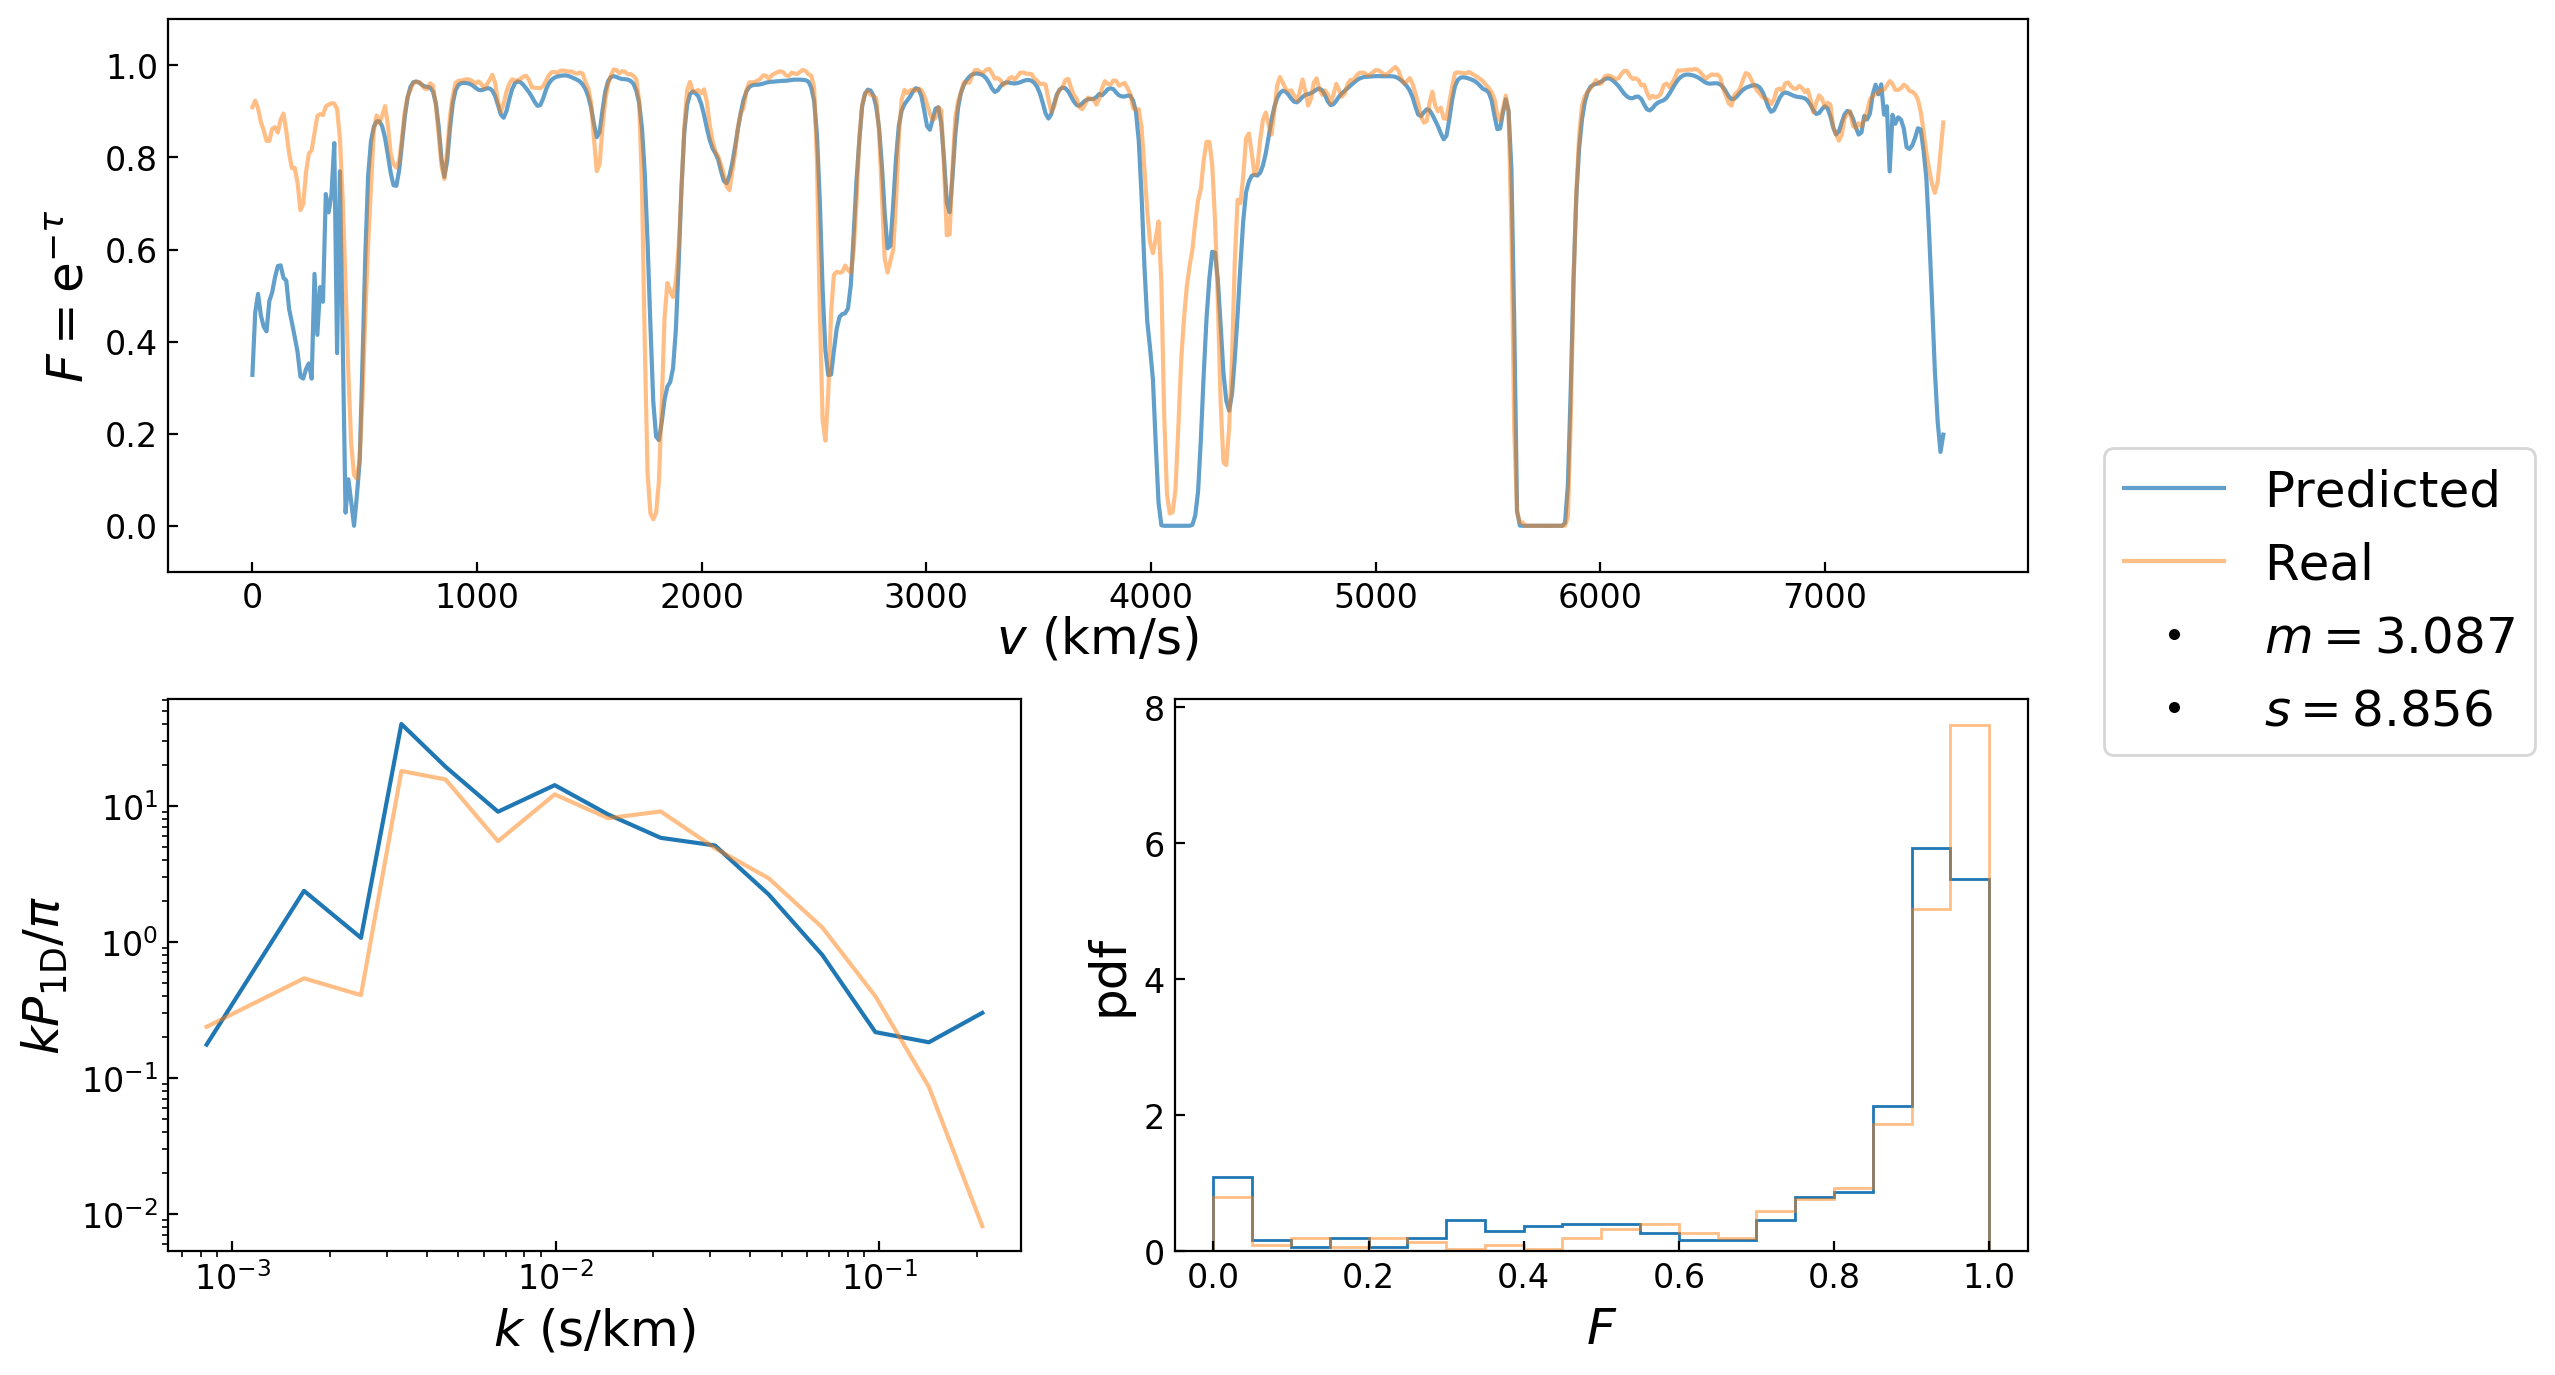 1.0
0.8
0.6
0.4
0.2
0.0
F = e^{−τ}
0 1000 2000 3000 4000 5000 6000 7000
v (km/s)
Predicted
Real
m = 3.087
s = 8.856
10^1
10^0
10^{−1}
10^{−2}
kP_{1D}/π
10^{−3} 10^{−2} 10^{−1}
k (s/km)
8
6
4
2
0
pdf
0.0 0.2 0.4 0.6 0.8 1.0
F